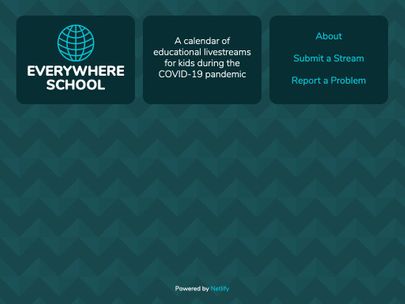 EVERYWHERE
SCHOOL
A calendar of
educational livestreams
for kids during the
COVID-19 pandemic
About
Submit a Stream
Report a Problem
Powered by Netlify